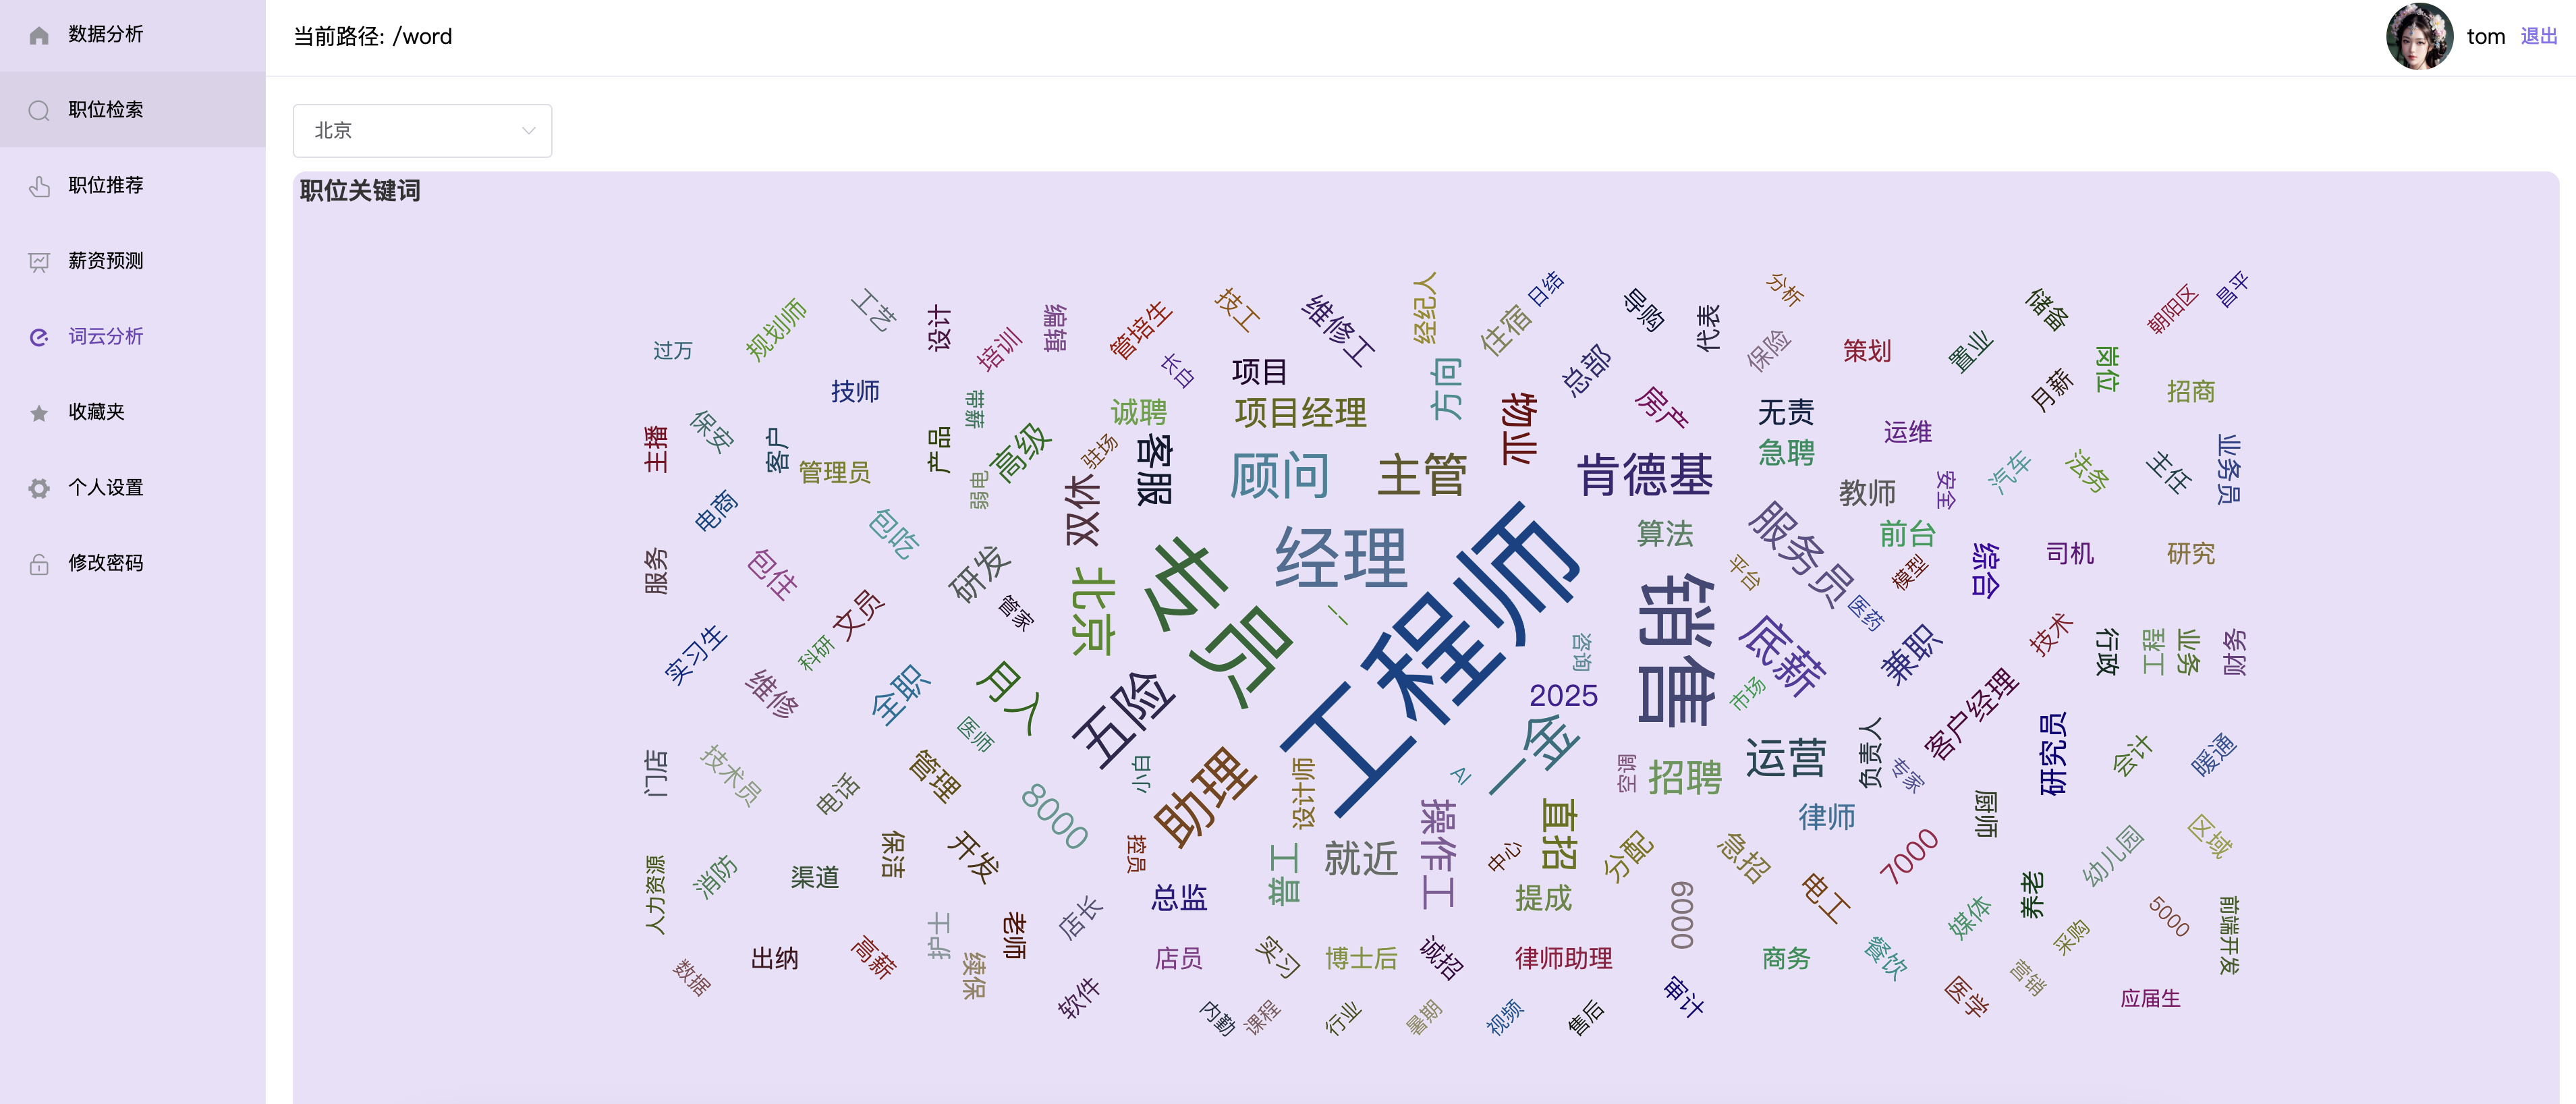 数据分析
职位检索
职位推荐
薪资预测
词云分析
收藏夹
个人设置
修改密码
当前路径: /word
tom 退出
北京
职位关键词
过万
规划师
工艺
设计
培训
编辑
管培生
长白
技工
维修工
经纪人
住宿
日结
导购
代表
分析
保险
策划
置业
储备
朝阳区
昌平
技师
项目
方向
总部
月薪
岗位
招商
主播
保安
客户
管理员
产品
带薪
弱电
高级
诚聘
驻场
客服
项目经理
物业
房产
无责
急聘
运维
汽车
法务
主任
业务员
电商
双休
顾问
主管
肯德基
教师
安全
服务
包住
包吃
研发
管家
北京
专员
经理
工程师
算法
服务员
平台
医药
模型
前台
综合
司机
研究
实习生
科研
文员
维修
全职
月入
医师
五险
一
咨询
2025
一金
销售
底薪
市场
兼职
客户经理
技术
行政
工程
业务
财务
门店
技术员
电话
管理
8000
小白
助理
设计师
AI
空调
招聘
运营
负责人
专家
研究员
会计
暖通
人力资源
消防
渠道
保洁
开发
控员
普工
就近
操作工
中心
直招
分配
急招
律师
7000
厨师
幼儿园
区域
总监
提成
6000
电工
养老
媒体
采购
5000
前端开发
数据
出纳
高薪
护士
续保
老师
店长
软件
店员
实习
博士后
诚招
律师助理
审计
商务
餐饮
医学
营销
应届生
内勤
课程
行业
暑期
视频
售后